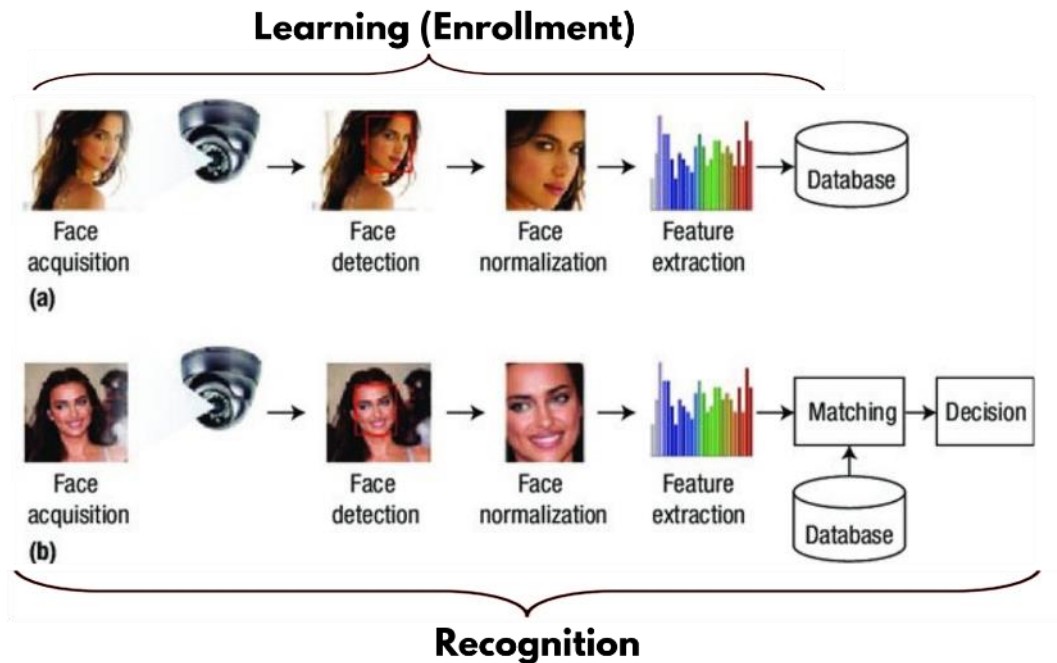 Learning (Enrollment)
Face
acquisition
Face
detection
Face
normalization
Feature
extraction
Database
(a)
Face
acquisition
Face
detection
Face
normalization
Feature
extraction
Matching
Decision
Database
(b)
Recognition